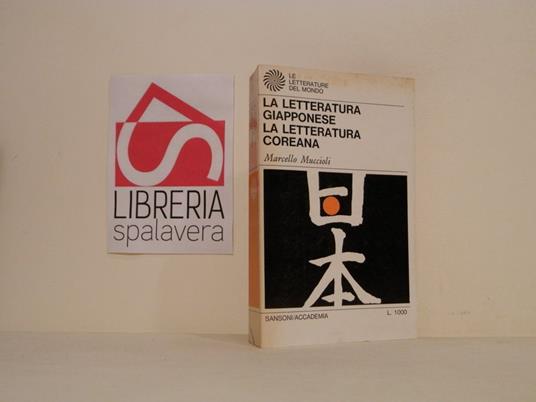 LIBRERIA
spalavera
LE
LETTERATURE
DEL MONDO
LA LETTERATURA
GIAPPONESE
LA LETTERATURA
COREANA
Marcello Muccioli
日
本
SANSONI/ACCADEMIA L. 1000